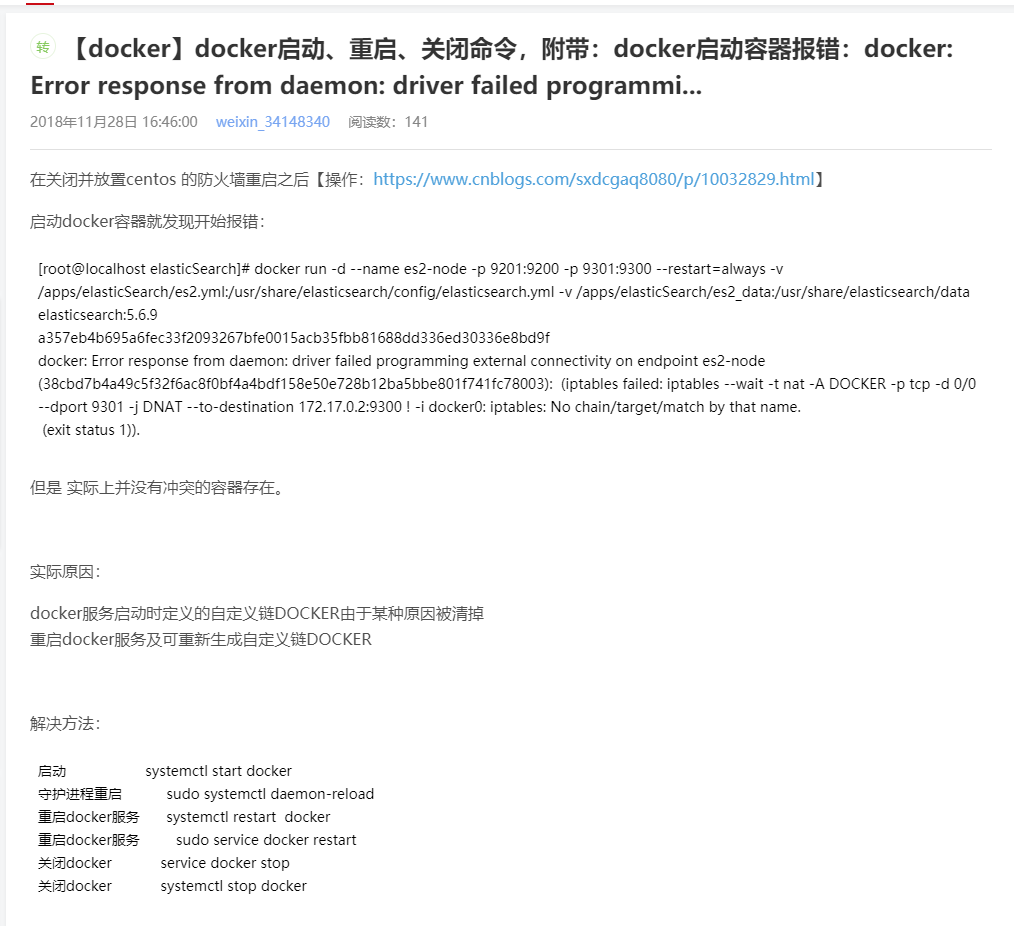 转 【docker】docker启动、重启、关闭命令，附带：docker启动容器报错：docker:
Error response from daemon: driver failed programmi...
2018年11月28日 16:46:00 weixin_34148340 阅读数：141
在关闭并放置centos 的防火墙重启之后【操作：https://www.cnblogs.com/sxdcgaq8080/p/10032829.html】
启动docker容器就发现开始报错：
[root@localhost elasticSearch]# docker run -d --name es2-node -p 9201:9200 -p 9301:9300 --restart=always -v
/apps/elasticSearch/es2.yml:/usr/share/elasticsearch/config/elasticsearch.yml -v /apps/elasticSearch/es2_data:/usr/share/elasticsearch/data
elasticsearch:5.6.9
a357eb4b695a6fec33f2093267bfe0015acb35fbb81688dd336ed30336e8bd9f
docker: Error response from daemon: driver failed programming external connectivity on endpoint es2-node
(38cbd7b4a49c5f32f6ac8f0bf4a4bdf158e50e728b12ba5bbe801f741fc78003):  (iptables failed: iptables --wait -t nat -A DOCKER -p tcp -d 0/0
--dport 9301 -j DNAT --to-destination 172.17.0.2:9300 ! -i docker0: iptables: No chain/target/match by that name.
(exit status 1)).
但是 实际上并没有冲突的容器存在。
实际原因：
docker服务启动时定义的自定义链DOCKER由于某种原因被清掉
重启docker服务及可重新生成自定义链DOCKER
解决方法：
启动 systemctl start docker
守护进程重启 sudo systemctl daemon-reload
重启docker服务 systemctl restart  docker
重启docker服务 sudo service docker restart
关闭docker service docker stop
关闭docker systemctl stop docker